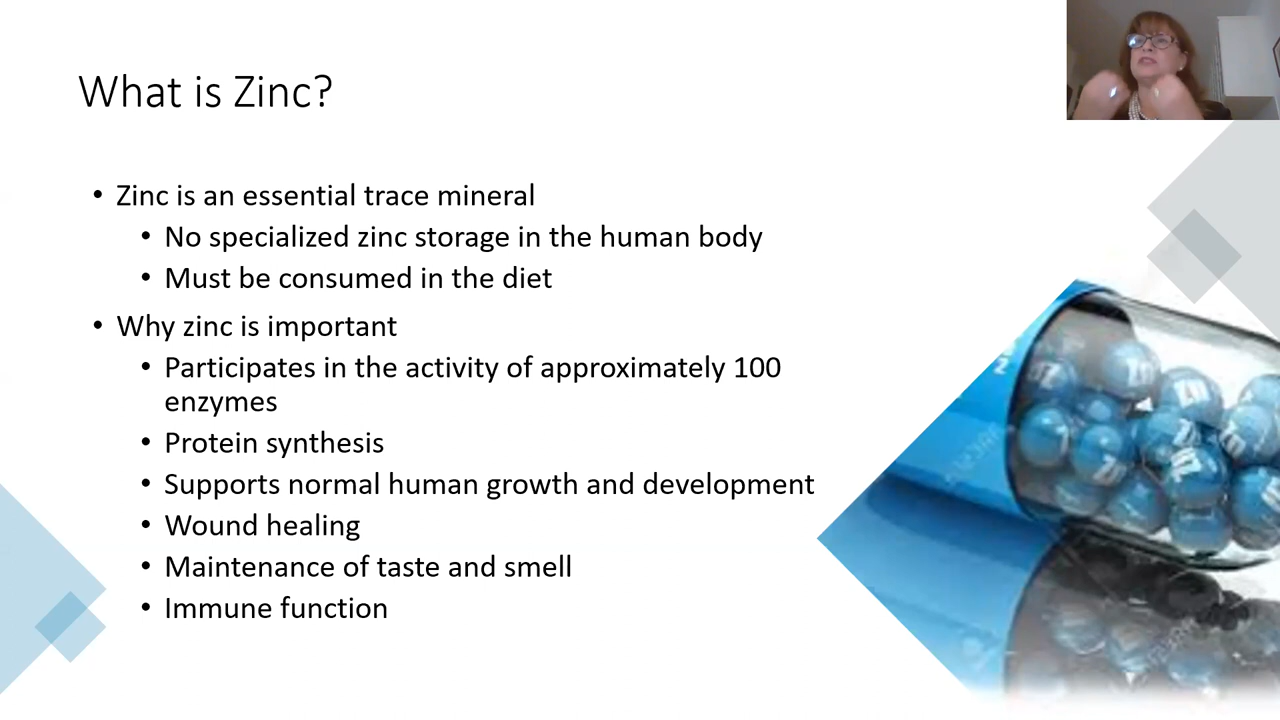 What is Zinc?
• Zinc is an essential trace mineral
• No specialized zinc storage in the human body
• Must be consumed in the diet
• Why zinc is important
• Participates in the activity of approximately 100
enzymes
• Protein synthesis
• Supports normal human growth and development
• Wound healing
• Maintenance of taste and smell
• Immune function